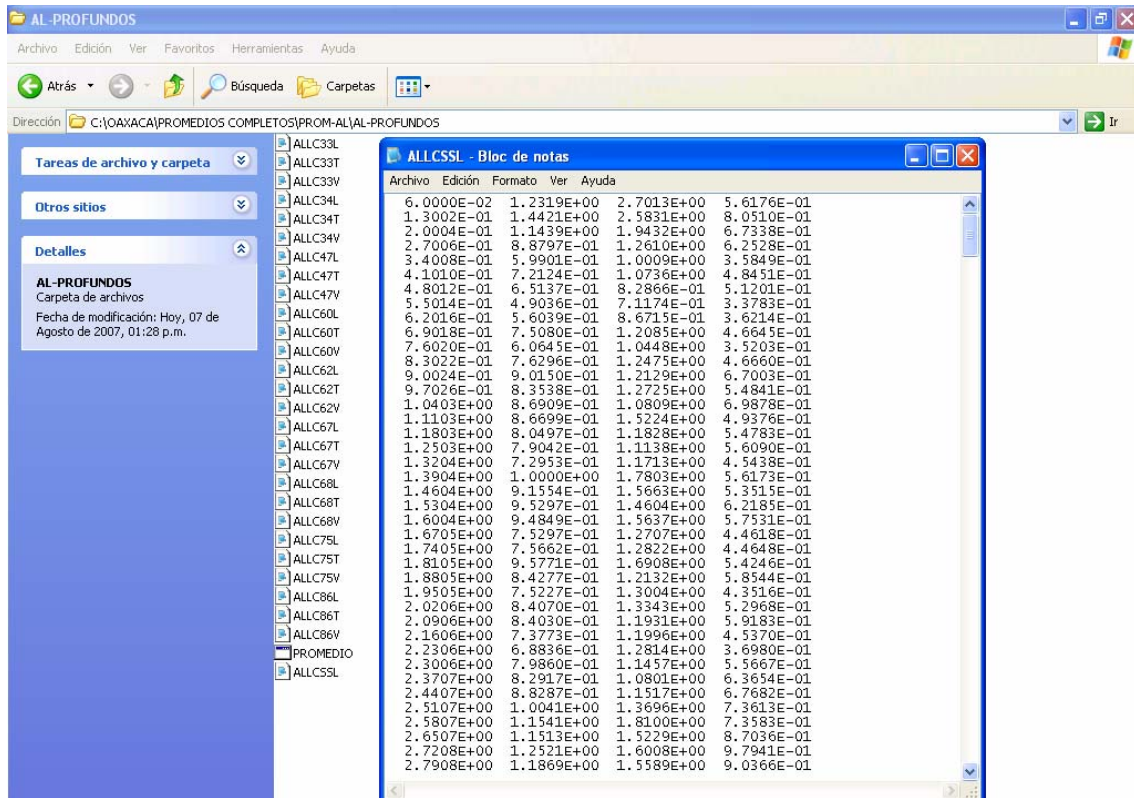 AL-PROFUNDOS
Archivo Edición Ver Favoritos Herramientas Ayuda
Atrás Búsqueda Carpetas
Dirección C:\OAXACA\PROMEDIOS COMPLETOS\PROM-AL\AL-PROFUNDOS Ir
Tareas de archivo y carpeta
Otros sitios
Detalles
AL-PROFUNDOS
Carpeta de archivos
Fecha de modificación: Hoy, 07 de
Agosto de 2007, 01:28 p.m.
ALLC33L
ALLC33T
ALLC33V
ALLC34L
ALLC34T
ALLC34V
ALLC47L
ALLC47T
ALLC47V
ALLC60L
ALLC60T
ALLC60V
ALLC62L
ALLC62T
ALLC62V
ALLC67L
ALLC67T
ALLC67V
ALLC68L
ALLC68T
ALLC68V
ALLC75L
ALLC75T
ALLC75V
ALLC86L
ALLC86T
ALLC86V
PROMEDIO
ALLCSSL
ALLCSSL - Bloc de notas
Archivo Edición Formato Ver Ayuda
6.0000E-02 1.2319E+00 2.7013E+00 5.6176E-01
1.3002E-01 1.4421E+00 2.5831E+00 8.0510E-01
2.0004E-01 1.1439E+00 1.9432E+00 6.7338E-01
2.7006E-01 8.8797E-01 1.2610E+00 6.2528E-01
3.4008E-01 5.9901E-01 1.0009E+00 3.5849E-01
4.1010E-01 7.2124E-01 1.0736E+00 4.8451E-01
4.8012E-01 6.5137E-01 8.2866E-01 5.1201E-01
5.5014E-01 4.9036E-01 7.1174E-01 3.3783E-01
6.2016E-01 5.6039E-01 8.6715E-01 3.6214E-01
6.9018E-01 7.5080E-01 1.2085E+00 4.6645E-01
7.6020E-01 6.0645E-01 1.0448E+00 3.5203E-01
8.3022E-01 7.6296E-01 1.2475E+00 4.6660E-01
9.0024E-01 9.0150E-01 1.2129E+00 6.7003E-01
9.7026E-01 8.3538E-01 1.2725E+00 5.4841E-01
1.0403E+00 8.6909E-01 1.0809E+00 6.9878E-01
1.1103E+00 8.6699E-01 1.5224E+00 4.9376E-01
1.1803E+00 8.0497E-01 1.1828E+00 5.4783E-01
1.2503E+00 7.9042E-01 1.1138E+00 5.6090E-01
1.3204E+00 7.2953E-01 1.1713E+00 4.5438E-01
1.3904E+00 1.0000E+00 1.7803E+00 5.6173E-01
1.4604E+00 9.1554E-01 1.5663E+00 5.3515E-01
1.5304E+00 9.5297E-01 1.4604E+00 6.2185E-01
1.6004E+00 9.4849E-01 1.5637E+00 5.7531E-01
1.6705E+00 7.5297E-01 1.2707E+00 4.4618E-01
1.7405E+00 7.5662E-01 1.2822E+00 4.4648E-01
1.8105E+00 9.5771E-01 1.6908E+00 5.4246E-01
1.8805E+00 8.4277E-01 1.2132E+00 5.8544E-01
1.9505E+00 7.5227E-01 1.3004E+00 4.3516E-01
2.0206E+00 8.4070E-01 1.3343E+00 5.2968E-01
2.0906E+00 8.4030E-01 1.1931E+00 5.9183E-01
2.1606E+00 7.3773E-01 1.1996E+00 4.5370E-01
2.2306E+00 6.8836E-01 1.2814E+00 3.6980E-01
2.3006E+00 7.9860E-01 1.1457E+00 5.5667E-01
2.3707E+00 8.2917E-01 1.0801E+00 6.3654E-01
2.4407E+00 8.8287E-01 1.1517E+00 6.7682E-01
2.5107E+00 1.0041E+00 1.3696E+00 7.3613E-01
2.5807E+00 1.1541E+00 1.8100E+00 7.3583E-01
2.6507E+00 1.1513E+00 1.5229E+00 8.7036E-01
2.7208E+00 1.2521E+00 1.6008E+00 9.7941E-01
2.7908E+00 1.1869E+00 1.5589E+00 9.0366E-01